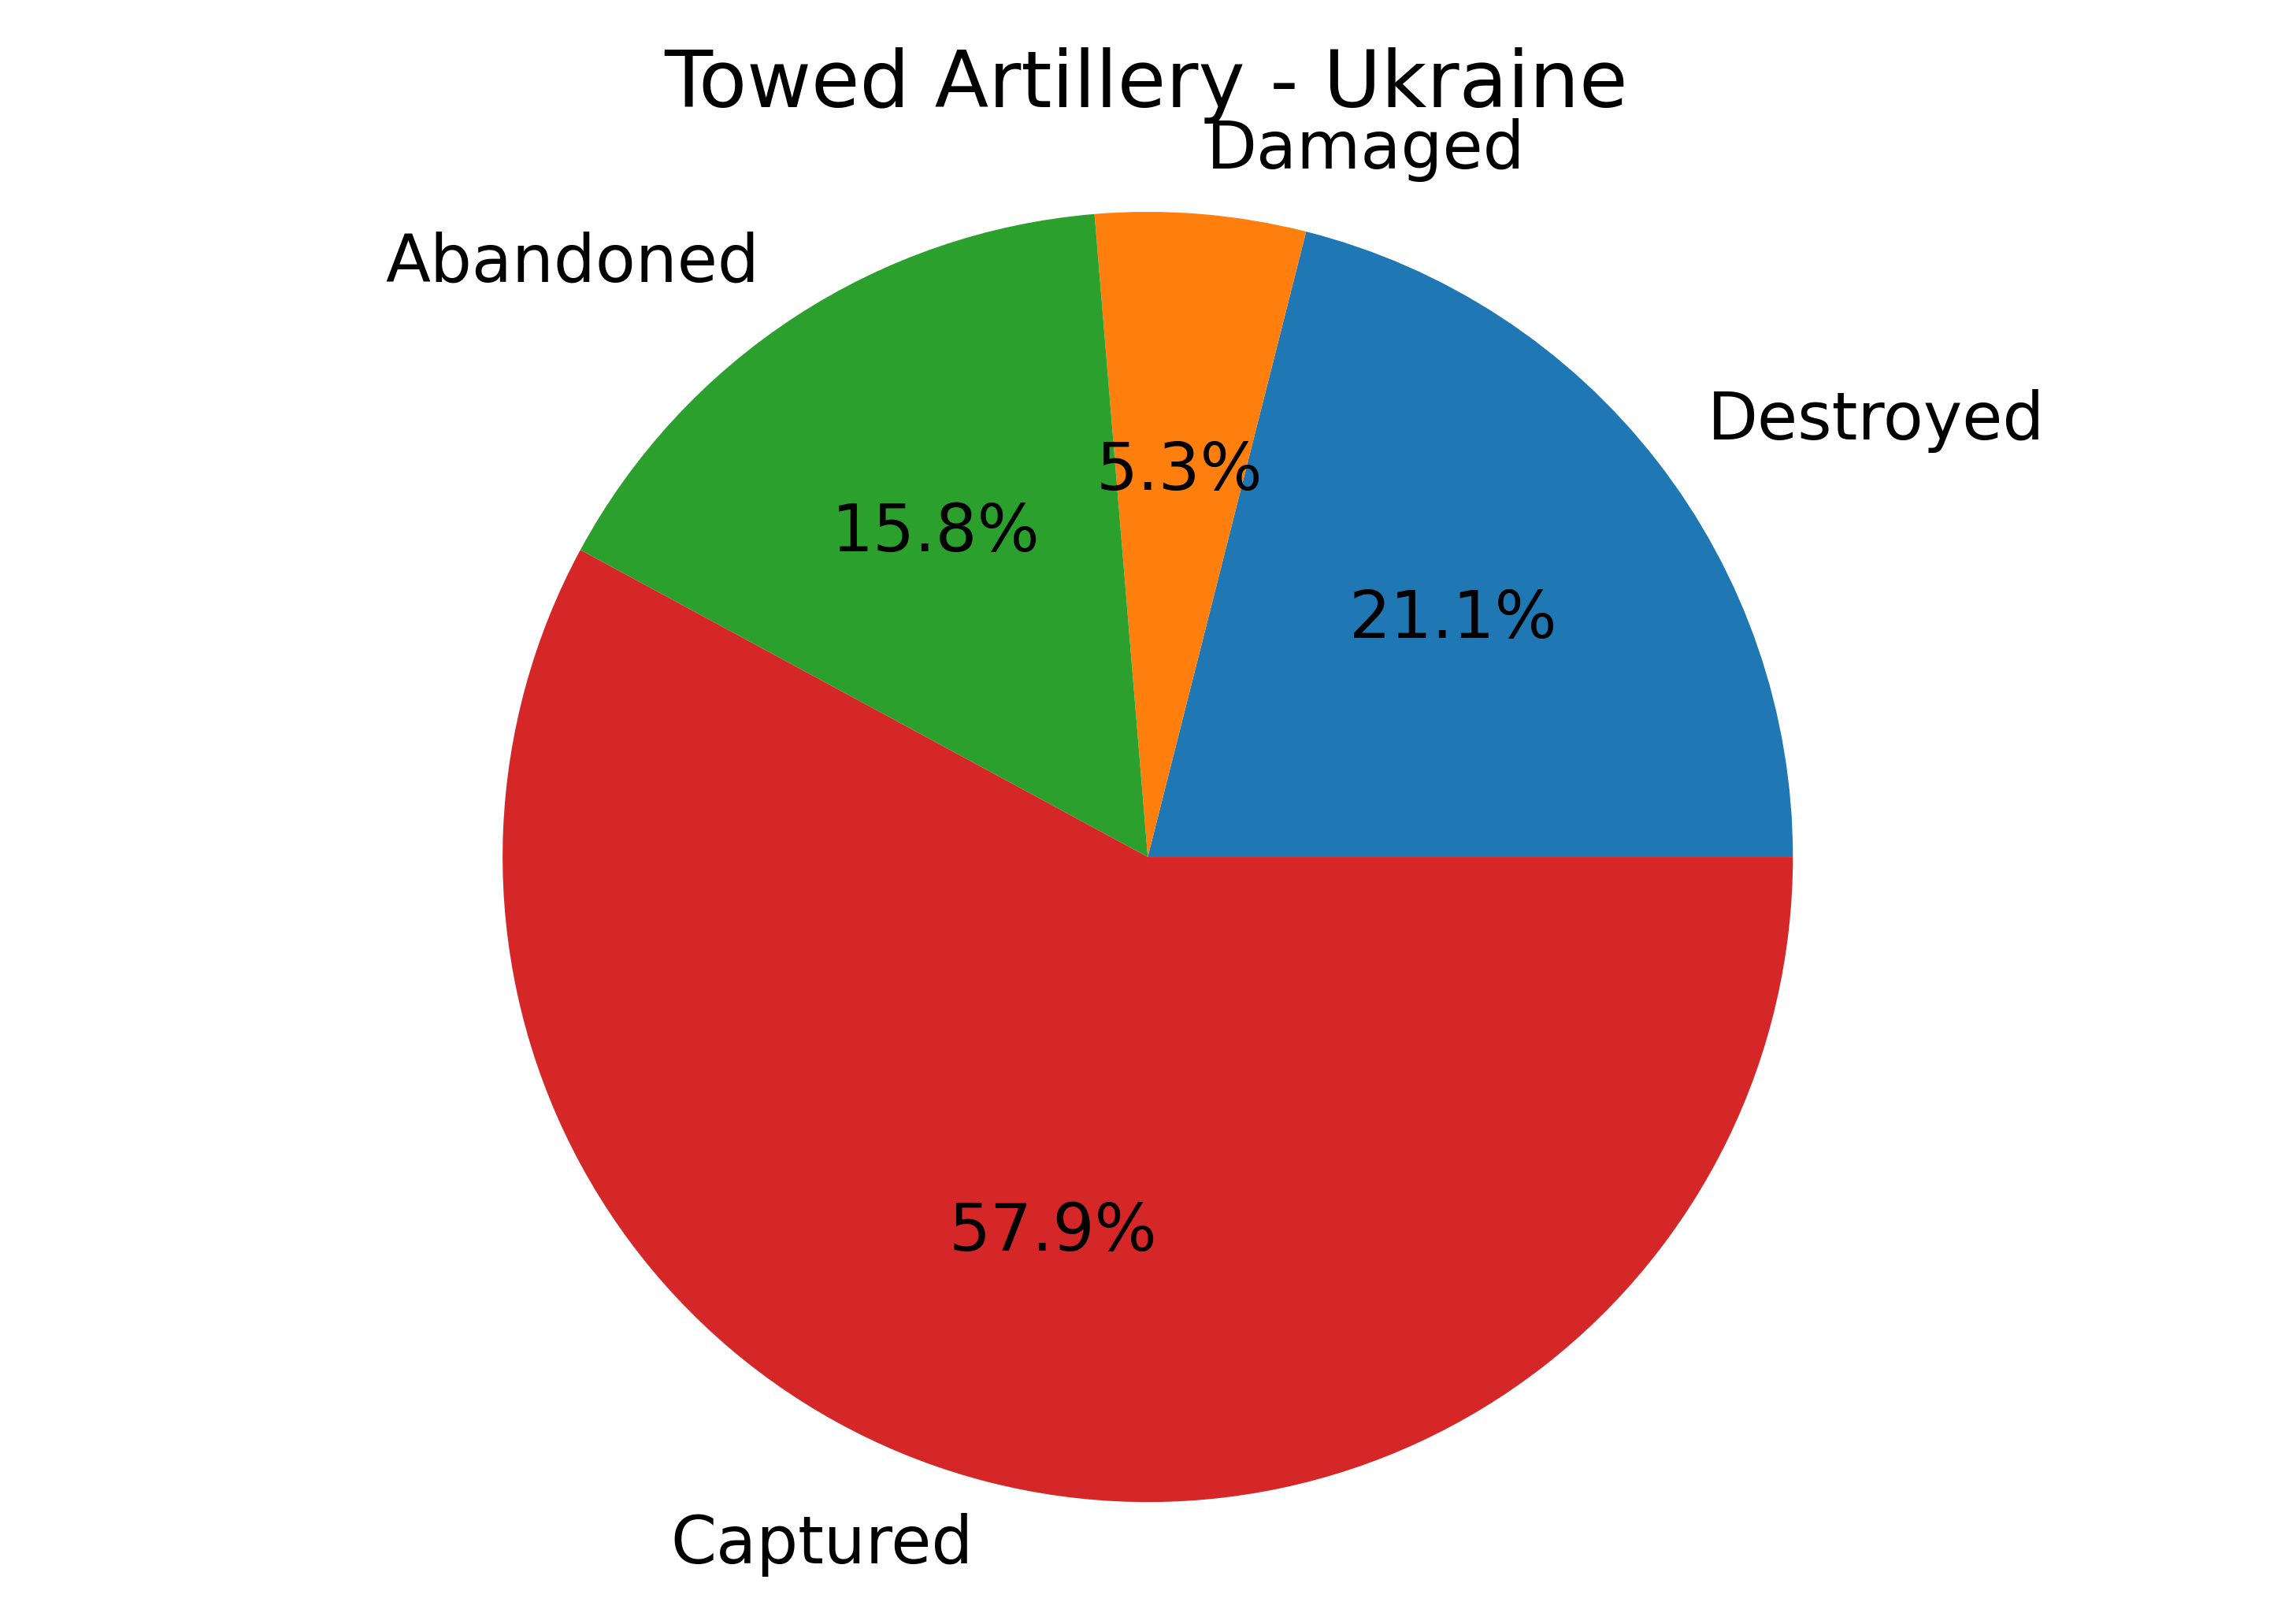 Towed Artillery - Ukraine
Damaged
Abandoned
Destroyed
5.3%
15.8%
21.1%
57.9%
Captured